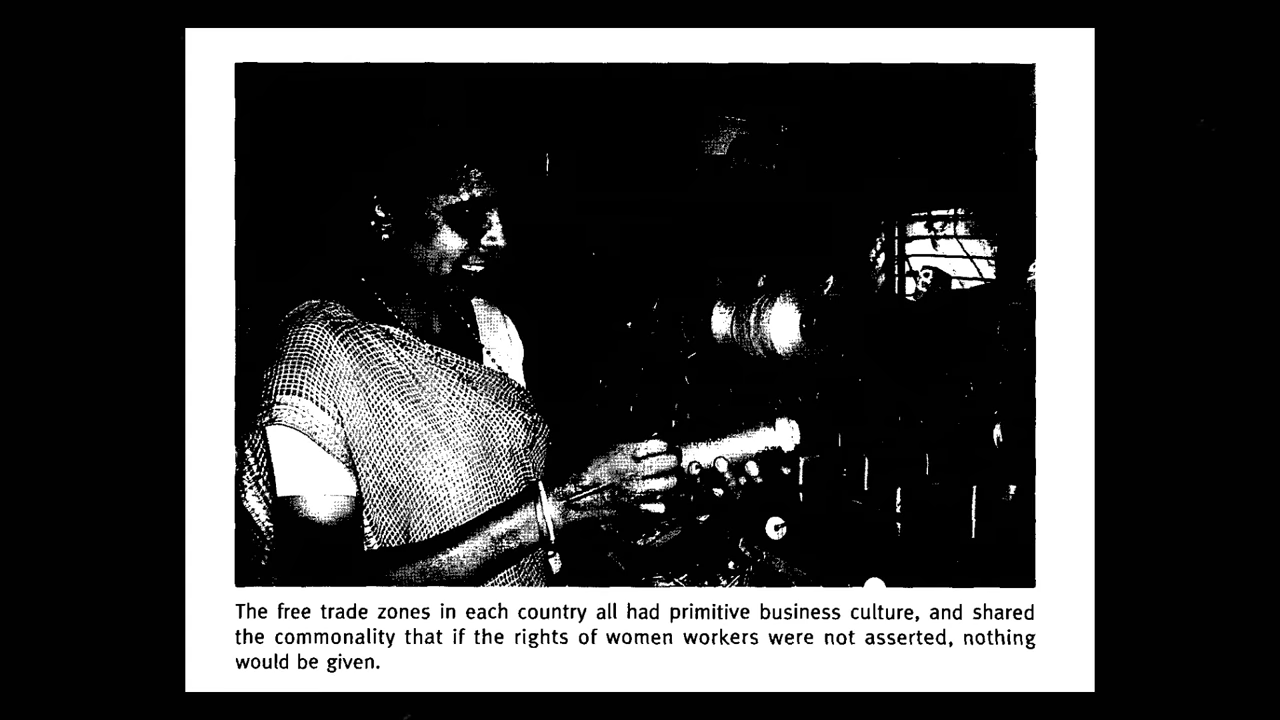 The free trade zones in each country all had primitive business culture, and shared
the commonality that if the rights of women workers were not asserted, nothing
would be given.